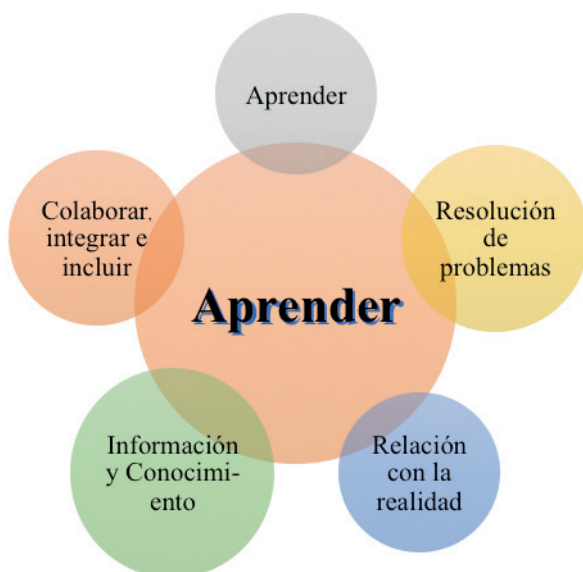 Aprender
Colaborar,
integrar e
incluir
Resolución
de
problemas
Aprender
Información
y Conocimi-
ento
Relación
con la
realidad